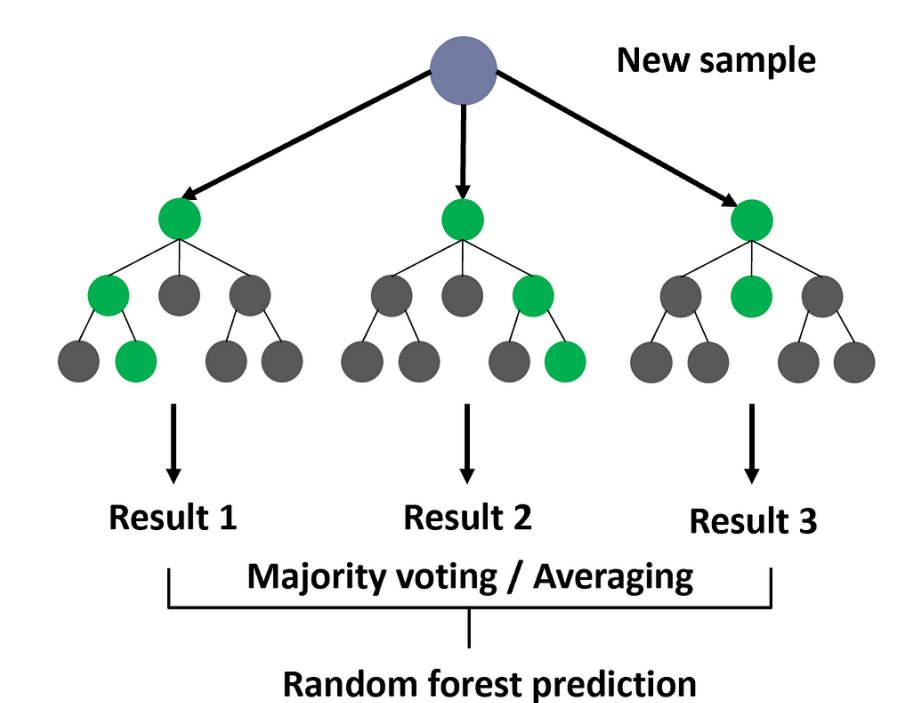 New sample
Result 1
Result 2
Result 3
Majority voting / Averaging
Random forest prediction